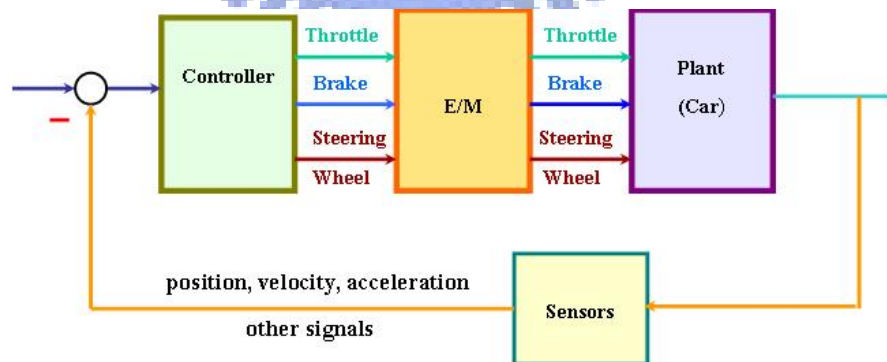 Controller
Throttle
Brake
Steering
Wheel
E/M
Throttle
Brake
Steering
Wheel
Plant
(Car)
position, velocity, acceleration
other signals
Sensors